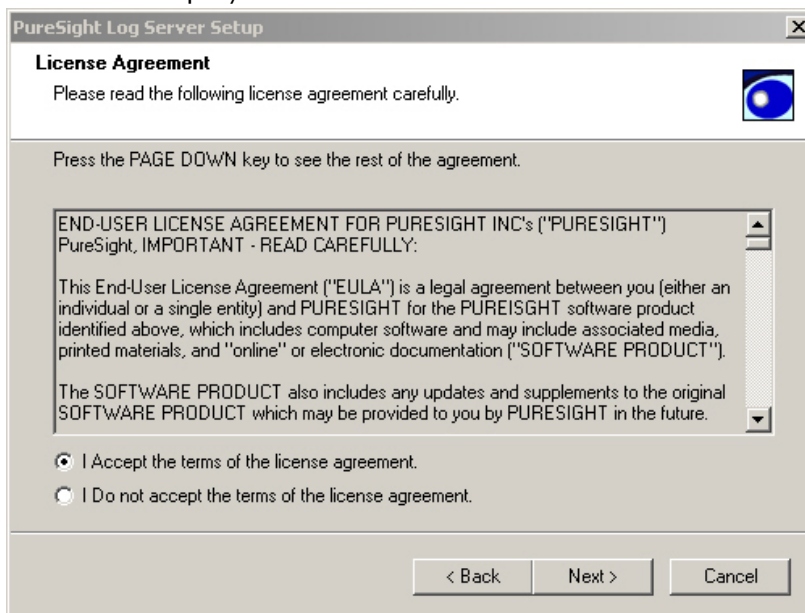 PureSight Log Server Setup
License Agreement
Please read the following license agreement carefully.
Press the PAGE DOWN key to see the rest of the agreement.
END-USER LICENSE AGREEMENT FOR PURESIGHT INC's ("PURESIGHT")
PureSight, IMPORTANT - READ CAREFULLY:
This End-User License Agreement ("EULA") is a legal agreement between you (either an
individual or a single entity) and PURESIGHT for the PUREISGHT software product
identified above, which includes computer software and may include associated media,
printed materials, and "online" or electronic documentation ("SOFTWARE PRODUCT").
The SOFTWARE PRODUCT also includes any updates and supplements to the original
SOFTWARE PRODUCT which may be provided to you by PURESIGHT in the future.
I Accept the terms of the license agreement.
I Do not accept the terms of the license agreement.
< Back Next > Cancel